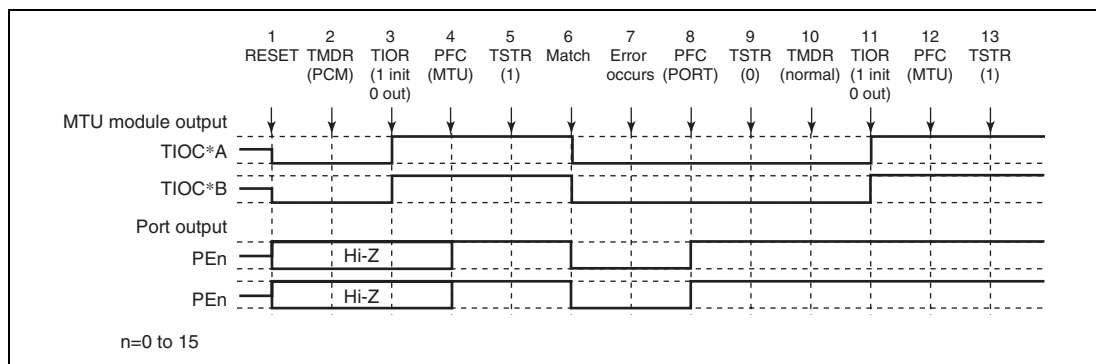 1 2 3 4 5 6 7 8 9 10 11 12 13
RESET TMDR TIOR PFC TSTR Match Error PFC TSTR TMDR TIOR PFC TSTR
(PCM) (1 init (MTU) (1) occurs (PORT) (0) (normal) (1 init (MTU) (1)
0 out) 0 out)
MTU module output
TIOC*A
TIOC*B
Port output
PEn Hi-Z
PEn Hi-Z
n=0 to 15